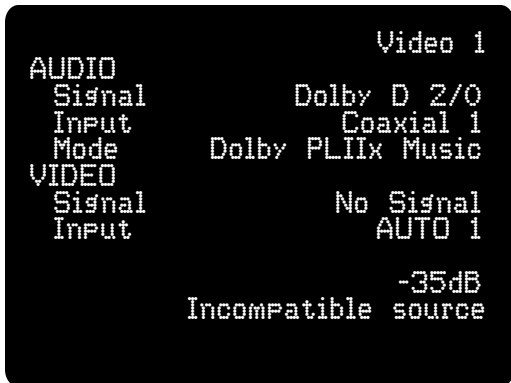 Video 1
AUDIO
Signal Dolby D 2/0
Input Coaxial 1
Mode Dolby PLIIx Music
VIDEO
Signal No Signal
Input AUTO 1
-35dB
Incompatible source